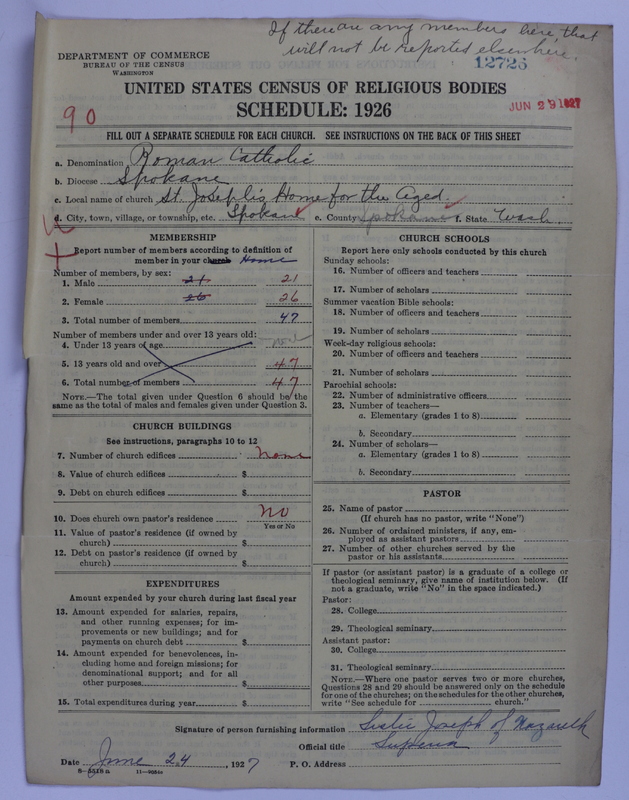 If there are any members here, that
will not be reported elsewhere.
DEPARTMENT OF COMMERCE
BUREAU OF THE CENSUS
WASHINGTON
12726
UNITED STATES CENSUS OF RELIGIOUS BODIES
SCHEDULE: 1926
JUN 29 1927
90
FILL OUT A SEPARATE SCHEDULE FOR EACH CHURCH. SEE INSTRUCTIONS ON THE BACK OF THIS SHEET
a. Denomination Roman Catholic
b. Diocese Spokane
c. Local name of church St. Joseph's Home for the Aged.
d. City, town, village, or township, etc. Spokane e. County Spokane f. State Wash.
MEMBERSHIP
Report number of members according to definition of
member in your church Home
Number of members, by sex:
1. Male 21 21
2. Female 26 26
3. Total number of members 47
Number of members under and over 13 years old:
4. Under 13 years of age
5. 13 years old and over 47
6. Total number of members 47
NOTE.—The total given under Question 6 should be the
same as the total of males and females given under Question 3.
CHURCH BUILDINGS
See instructions, paragraphs 10 to 12
7. Number of church edifices none
8. Value of church edifices $
9. Debt on church edifices $
10. Does church own pastor's residence No
Yes or No
11. Value of pastor's residence (if owned by
church) $
12. Debt on pastor's residence (if owned by
church) $
EXPENDITURES
Amount expended by your church during last fiscal year
13. Amount expended for salaries, repairs,
and other running expenses; for im-
provements or new buildings; and for
payments on church debt $
14. Amount expended for benevolences, in-
cluding home and foreign missions; for
denominational support; and for all
other purposes $
15. Total expenditures during year $
CHURCH SCHOOLS
Report here only schools conducted by this church
Sunday schools:
16. Number of officers and teachers
17. Number of scholars
Summer vacation Bible schools:
18. Number of officers and teachers
19. Number of scholars
Week-day religious schools:
20. Number of officers and teachers
21. Number of scholars
Parochial schools:
22. Number of administrative officers
23. Number of teachers—
a. Elementary (grades 1 to 8)
b. Secondary
24. Number of scholars—
a. Elementary (grades 1 to 8)
b. Secondary
PASTOR
25. Name of pastor
(If church has no pastor, write "None")
26. Number of ordained ministers, if any, em-
ployed as assistant pastors
27. Number of other churches served by the
pastor or his assistants
If pastor (or assistant pastor) is a graduate of a college or
theological seminary, give name of institution below. (If
not a graduate, write "No" in the space indicated.)
Pastor:
28. College
29. Theological seminary
Assistant pastor:
30. College
31. Theological seminary
NOTE.—Where one pastor serves two or more churches,
Questions 28 and 29 should be answered only on the schedule
for one of the churches; on the schedules for the other churches,
write "See schedule for church."
Signature of person furnishing information Sister Joseph of Nazareth
Official title Superior
Date June 24, 1927 P. O. Address